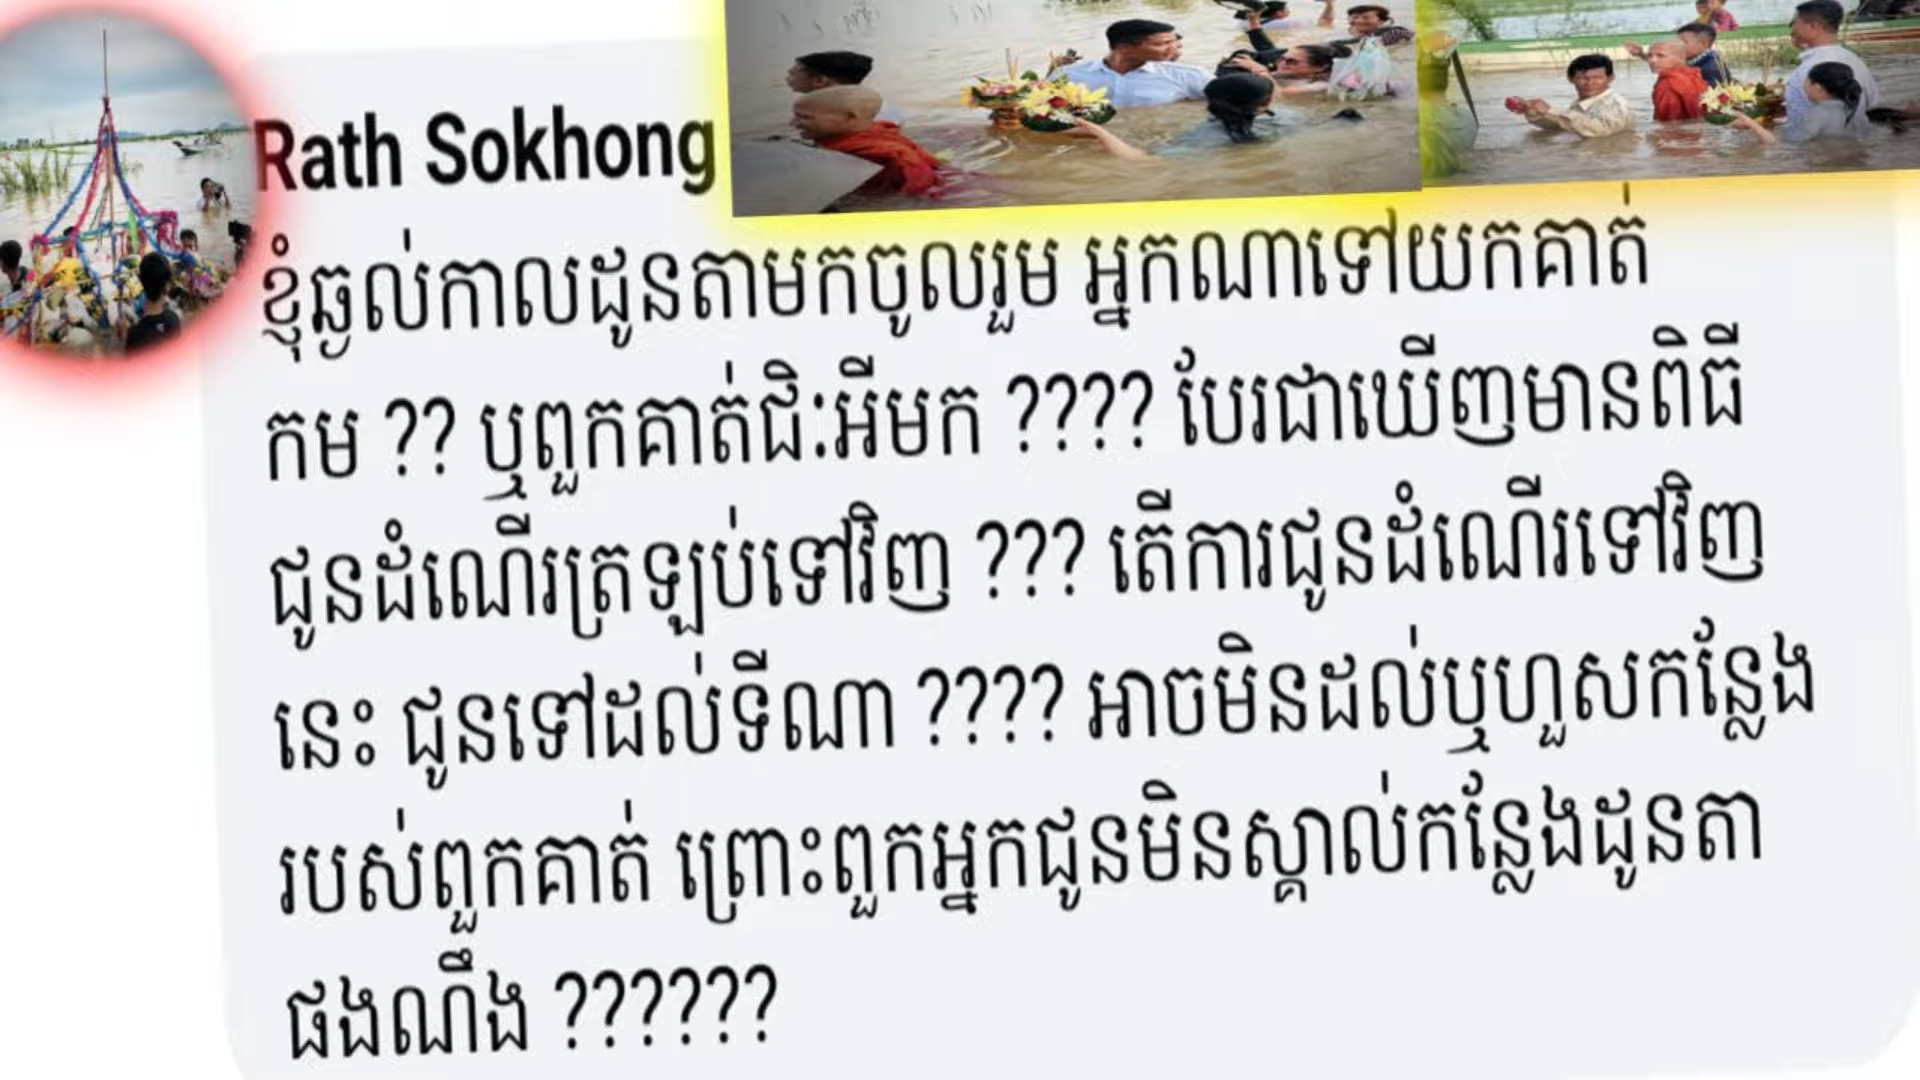 Rath Sokhong
ខ្ញុំឆ្ងល់កាលដូនតាមកចូលរួម អ្នកណាទៅយកគាត់
កម ?? ឬពួកគាត់ជិះអីមក ???? បែរជាឃើញមានពិធី
ជូនដំណើរត្រឡប់ទៅវិញ ??? តើការជូនដំណើរទៅវិញ
នេះ ជូនទៅដល់ទីណា ???? អាចមិនដល់ឬហួសកន្លែង
របស់ពួកគាត់ ព្រោះពួកអ្នកជូនមិនស្គាល់កន្លែងដូនតា
ផងណឹង ??????